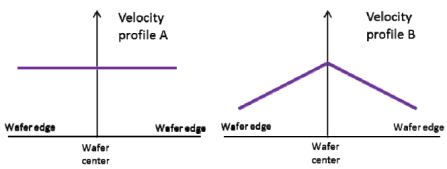 Velocity
profile A
Wafer edge
Wafer edge
Wafer
center
Velocity
profile B
Wafer edge
Wafer edge
Wafer
center